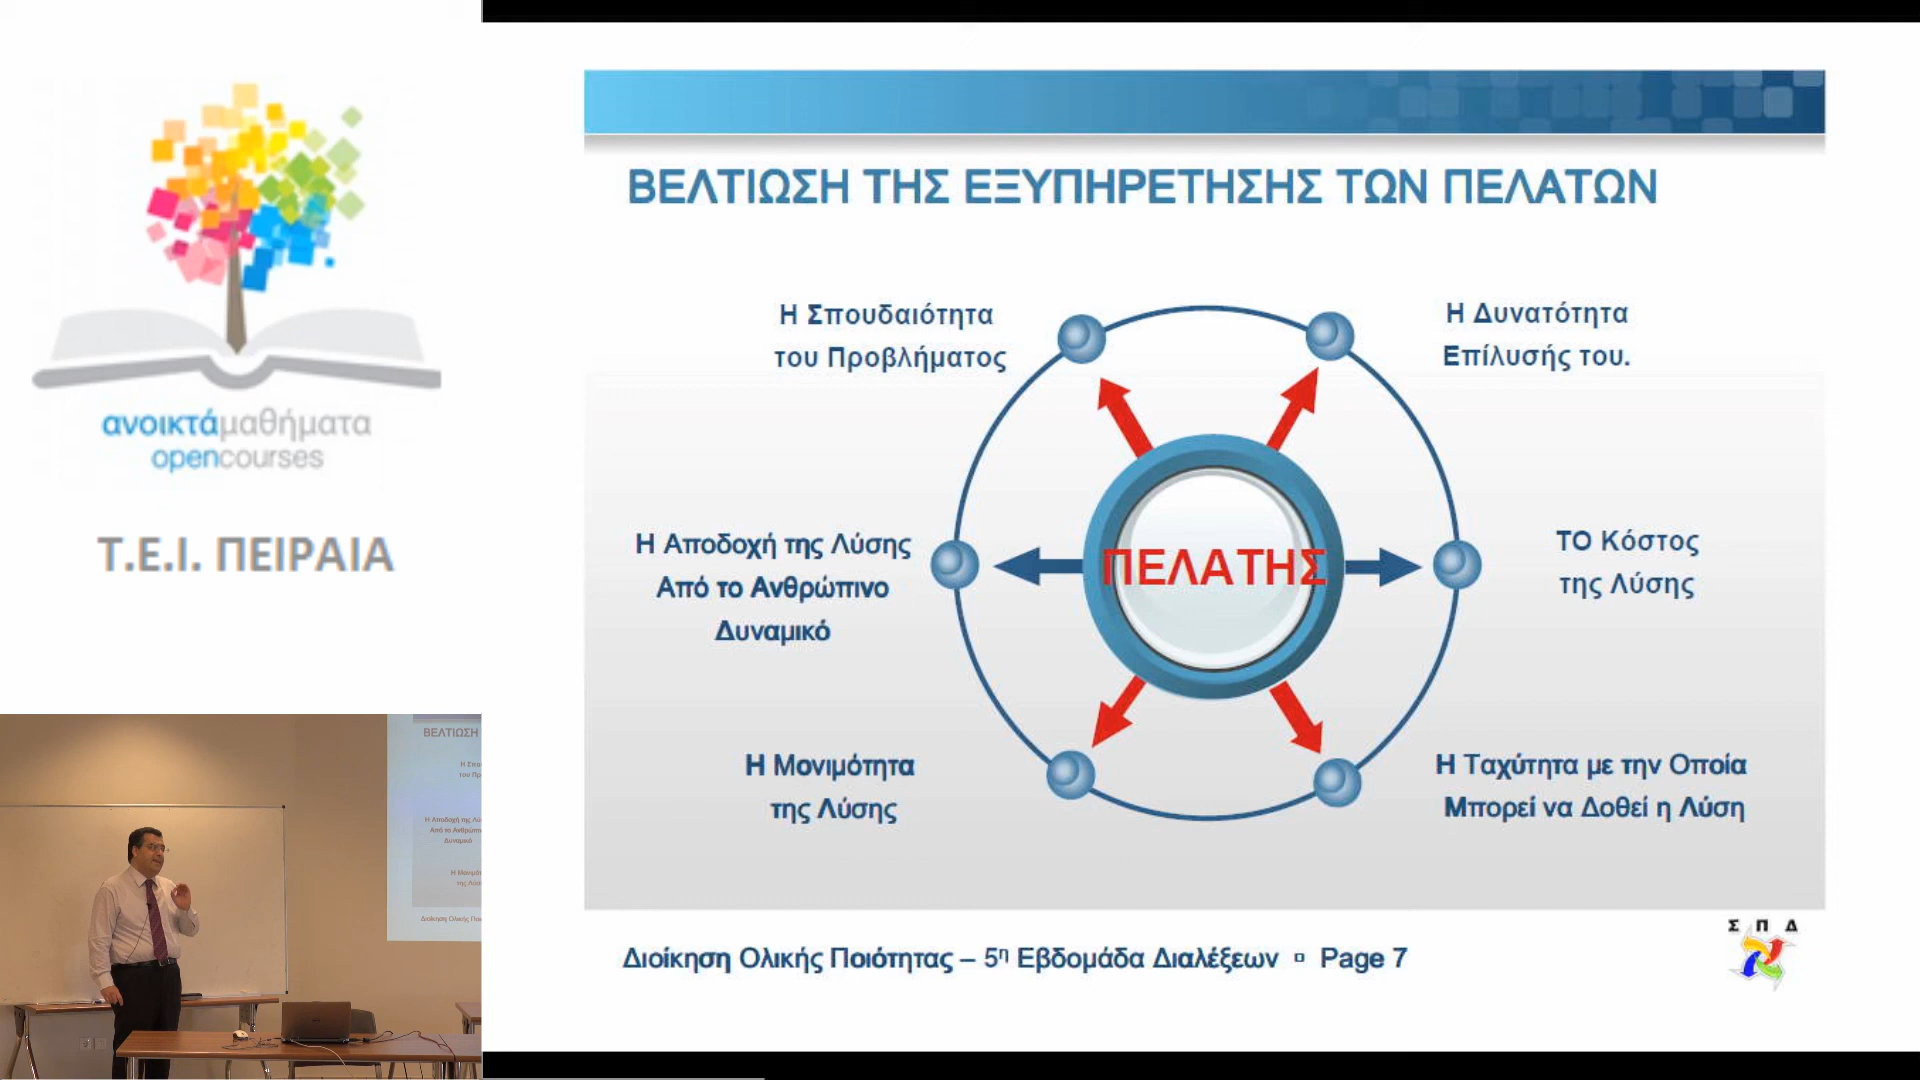 ανοικτάμαθήματα
opencourses
Τ.Ε.Ι. ΠΕΙΡΑΙΑ
ΒΕΛΤΙΩΣΗ ΤΗΣ ΕΞΥΠΗΡΕΤΗΣΗΣ ΤΩΝ ΠΕΛΑΤΩΝ
Η Σπουδαιότητα
του Προβλήματος
Η Δυνατότητα
Επίλυσής του.
Η Αποδοχή της Λύσης
Από το Ανθρώπινο
Δυναμικό
ΠΕΛΑΤΗΣ
ΤΟ Κόστος
της Λύσης
Η Μονιμότητα
της Λύσης
Η Ταχύτητα με την Οποία
Μπορεί να Δοθεί η Λύση
Διοίκηση Ολικής Ποιότητας – 5η Εβδομάδα Διαλέξεων ▫ Page 7
Σ Π Δ
ΒΕΛΤΙΩΣΗ